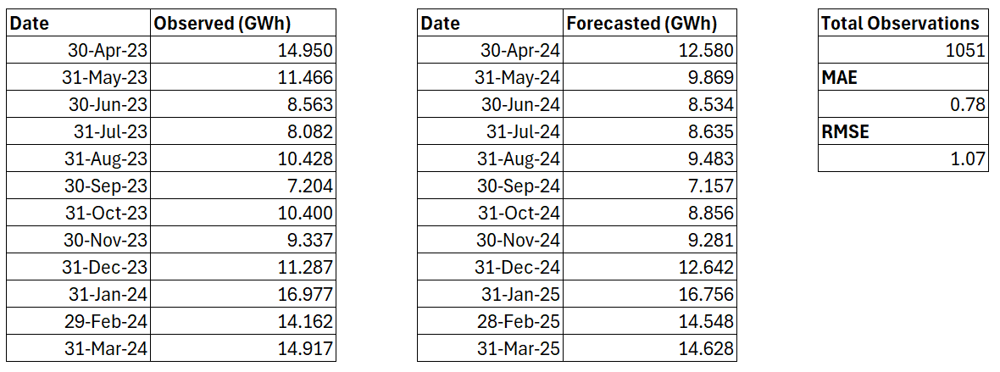 Date Observed (GWh)
30-Apr-23 14.950
31-May-23 11.466
30-Jun-23 8.563
31-Jul-23 8.082
31-Aug-23 10.428
30-Sep-23 7.204
31-Oct-23 10.400
30-Nov-23 9.337
31-Dec-23 11.287
31-Jan-24 16.977
29-Feb-24 14.162
31-Mar-24 14.917
Date Forecasted (GWh)
30-Apr-24 12.580
31-May-24 9.869
30-Jun-24 8.534
31-Jul-24 8.635
31-Aug-24 9.483
30-Sep-24 7.157
31-Oct-24 8.856
30-Nov-24 9.281
31-Dec-24 12.642
31-Jan-25 16.756
28-Feb-25 14.548
31-Mar-25 14.628
Total Observations
1051
MAE
0.78
RMSE
1.07